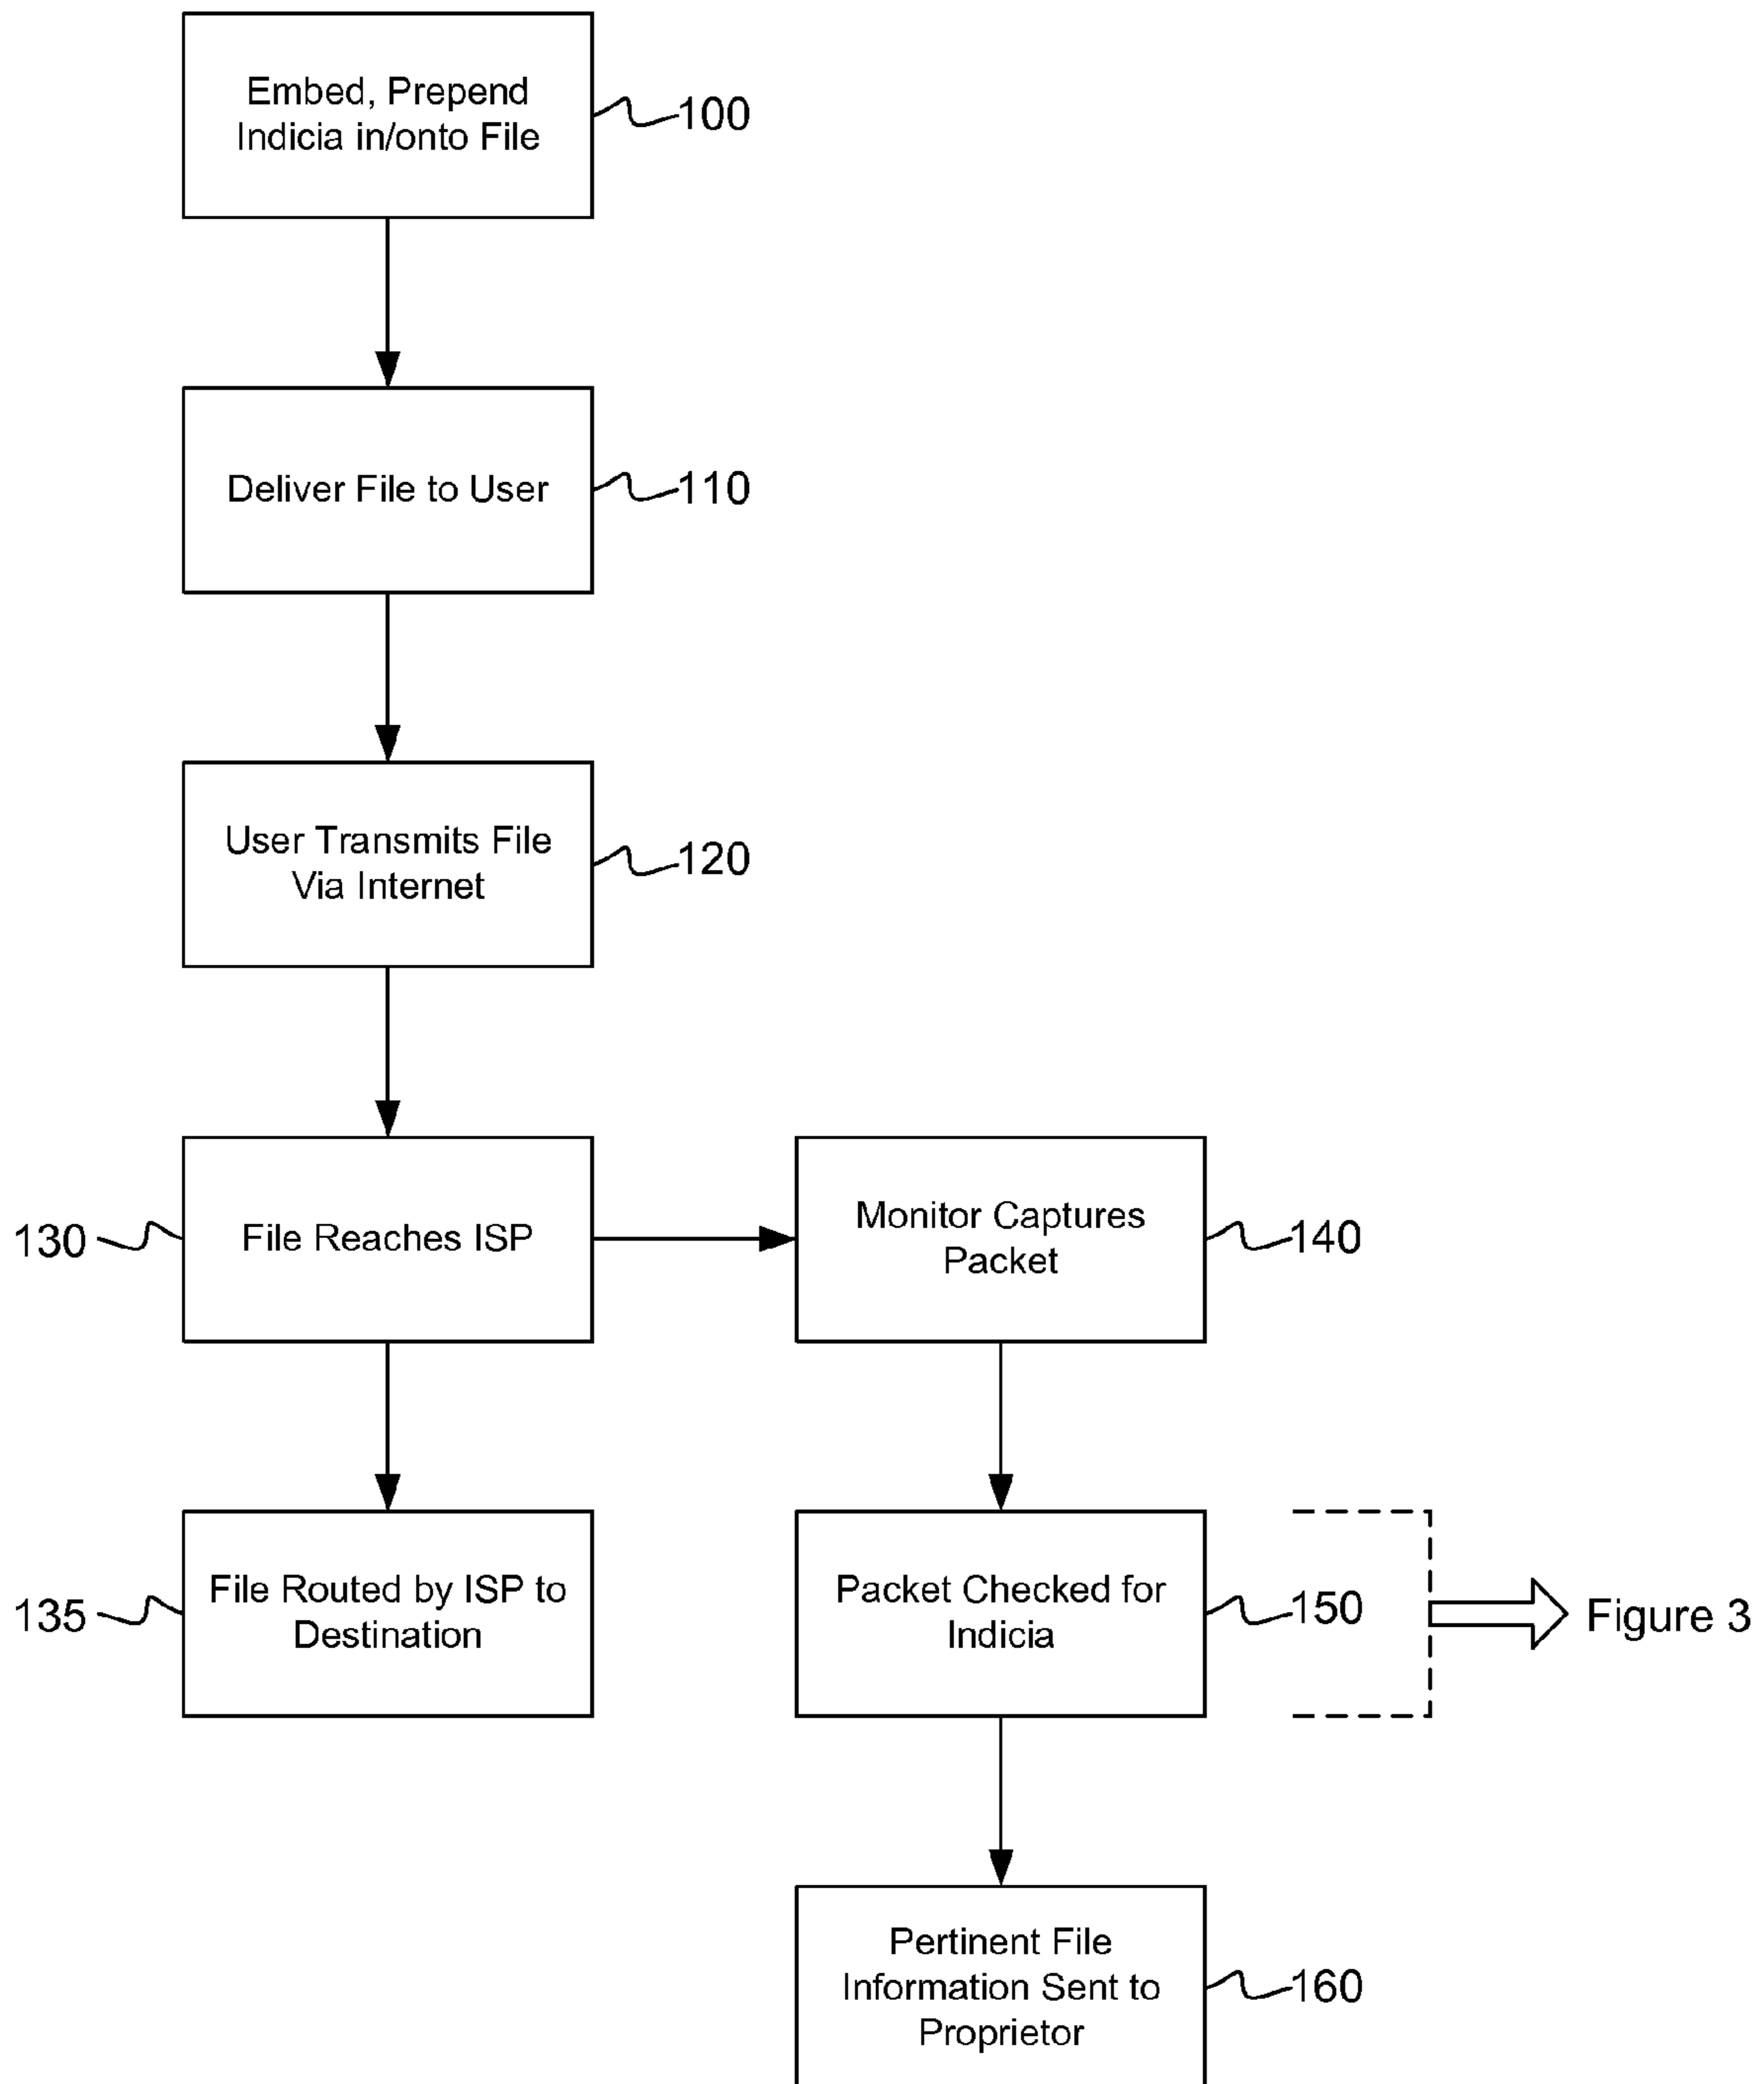 Embed, Prepend
Indicia in/onto File
100
Deliver File to User
110
User Transmits File
Via Internet
120
130
File Reaches ISP
Monitor Captures
Packet
140
135
File Routed by ISP to
Destination
Packet Checked for
Indicia
150
Figure 3
Pertinent File
Information Sent to
Proprietor
160